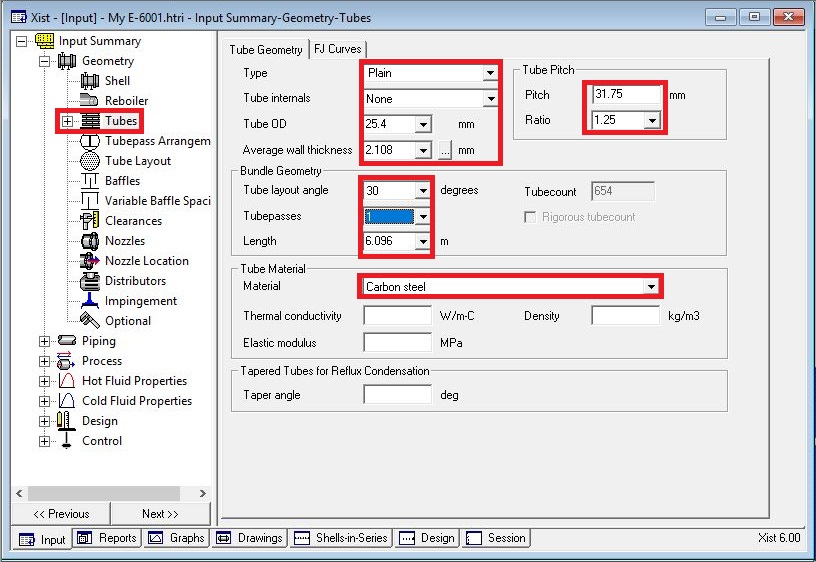 Xist - [Input] - My E-6001.htri - Input Summary-Geometry-Tubes
Input Summary
Geometry
Shell
Reboiler
Tubes
Tubepass Arrangem
Tube Layout
Baffles
Variable Baffle Spaci
Clearances
Nozzles
Nozzle Location
Distributors
Impingement
Optional
Piping
Process
Hot Fluid Properties
Cold Fluid Properties
Design
Control
<< Previous
Next >>
Tube Geometry
FJ Curves
Type
Plain
Tube internals
None
Tube OD
25.4
mm
Average wall thickness
2.108
...
mm
Tube Pitch
Pitch
31.75
mm
Ratio
1.25
Bundle Geometry
Tube layout angle
30
degrees
Tubepasses
1
Length
6.096
m
Tubecount
654
Rigorous tubecount
Tube Material
Material
Carbon steel
Thermal conductivity
W/m-C
Density
kg/m3
Elastic modulus
MPa
Tapered Tubes for Reflux Condensation
Taper angle
deg
Input
Reports
Graphs
Drawings
Shells-in-Series
Design
Session
Xist 6.00